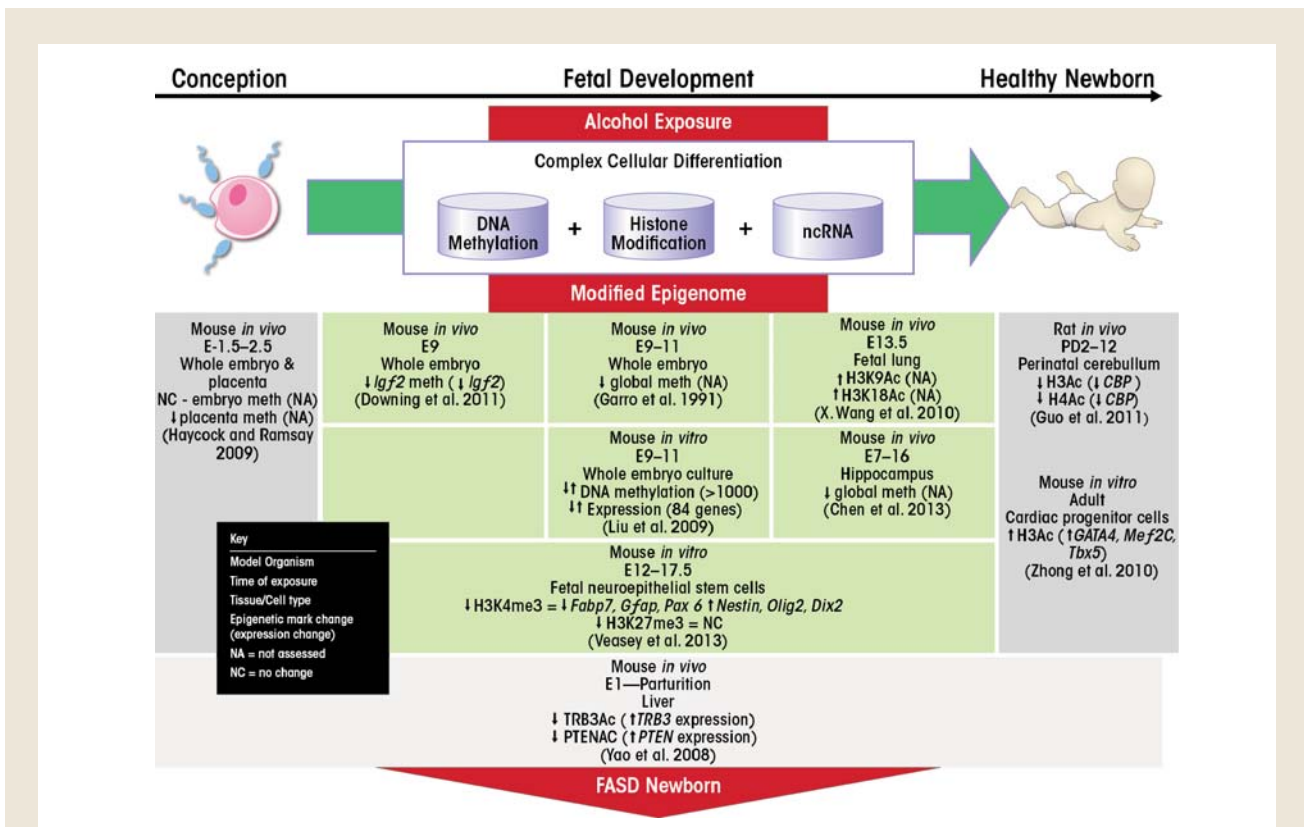 Conception
Fetal Development
Healthy Newborn
Alcohol Exposure
Complex Cellular Differentiation
DNA
Methylation
+
Histone
Modification
+
ncRNA
Modified Epigenome
Mouse in vivo
E-1.5–2.5
Whole embryo &
placenta
NC - embryo meth (NA)
↓placenta meth (NA)
(Haycock and Ramsay
2009)
Mouse in vivo
E9
Whole embryo
↓Igf2 meth (↓Igf2)
(Downing et al. 2011)
Mouse in vivo
E9–11
Whole embryo
↓ global meth (NA)
(Garro et al. 1991)
Mouse in vivo
E13.5
Fetal lung
↑H3K9Ac (NA)
↑H3K18Ac (NA)
(X. Wang et al. 2010)
Rat in vivo
PD2–12
Perinatal cerebellum
↓ H3Ac (↓ CBP )
↓ H4Ac (↓ CBP)
(Guo et al. 2011)
Mouse in vitro
E9–11
Whole embryo culture
↓↑ DNA methylation (>1000)
↓↑ Expression (84 genes)
(Liu et al. 2009)
Mouse in vivo
E7–16
Hippocampus
↓ global meth (NA)
(Chen et al. 2013)
Mouse in vitro
Adult
Cardiac progenitor cells
↑H3Ac (↑GATA4, Mef2C,
Tbx5)
(Zhong et al. 2010)
Key
Model Organism
Time of exposure
Tissue/Cell type
Epigenetic mark change
(expression change)
NA = not assessed
NC = no change
Mouse in vitro
E12–17.5
Fetal neuroepithelial stem cells
↓H3K4me3 = ↓Fabp7, Gfap, Pax 6 ↑Nestin, Olig2, Dix2
↓H3K27me3 = NC
(Veasey et al. 2013)
Mouse in vivo
E1—Parturition
Liver
↓ TRB3Ac (↑TRB3 expression)
↓ PTENAC (↑PTEN expression)
(Yao et al. 2008)
FASD Newborn